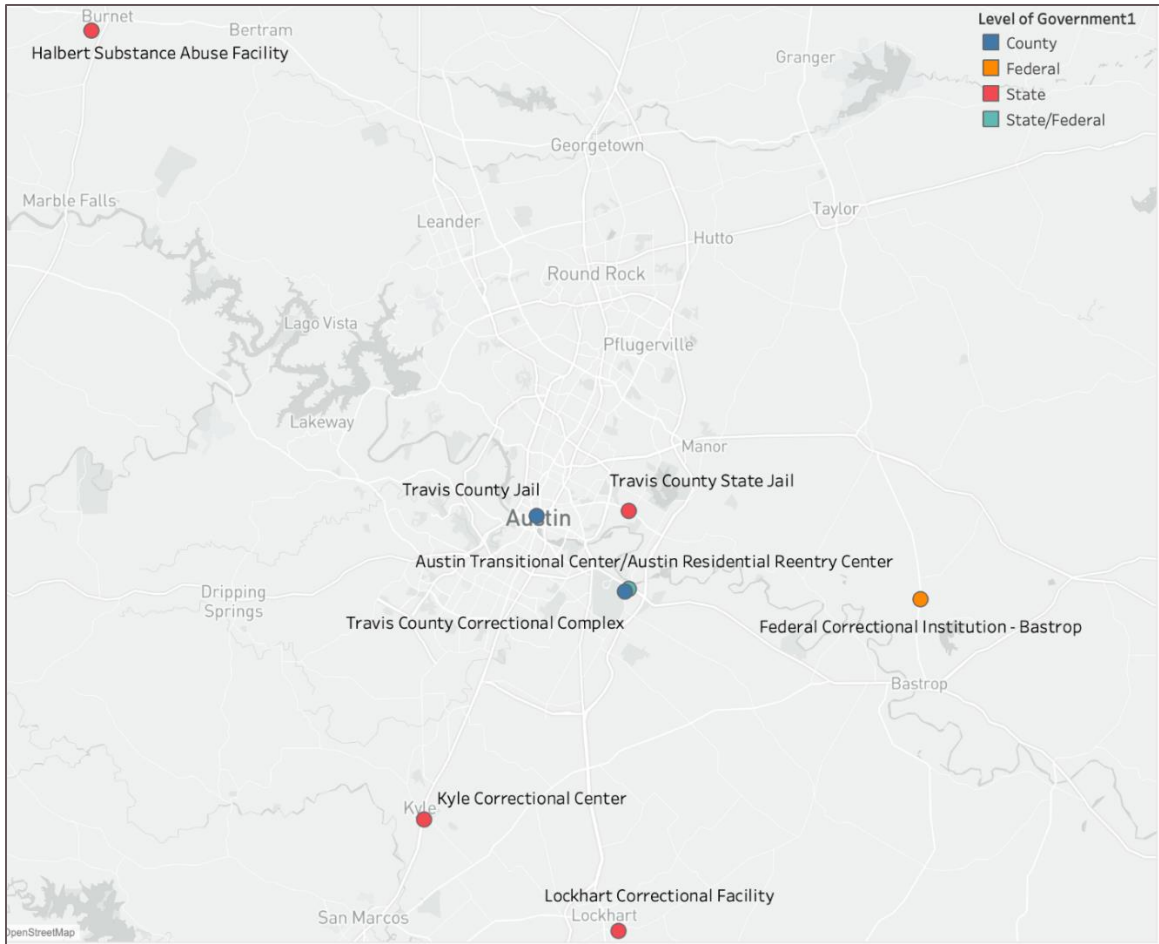 Burnet
Bertram
Halbert Substance Abuse Facility
Granger
Level of Government1
County
Federal
State
State/Federal
Georgetown
Marble Falls
Leander
Taylor
Hutto
Round Rock
Lago Vista
Pflugerville
Lakeway
Manor
Travis County Jail
Travis County State Jail
Austin
Austin Transitional Center/Austin Residential Reentry Center
Dripping
Springs
Travis County Correctional Complex
Federal Correctional Institution - Bastrop
Bastrop
Kyle Correctional Center
Kyle
Lockhart Correctional Facility
San Marcos
Lockhart
OpenStreetMap